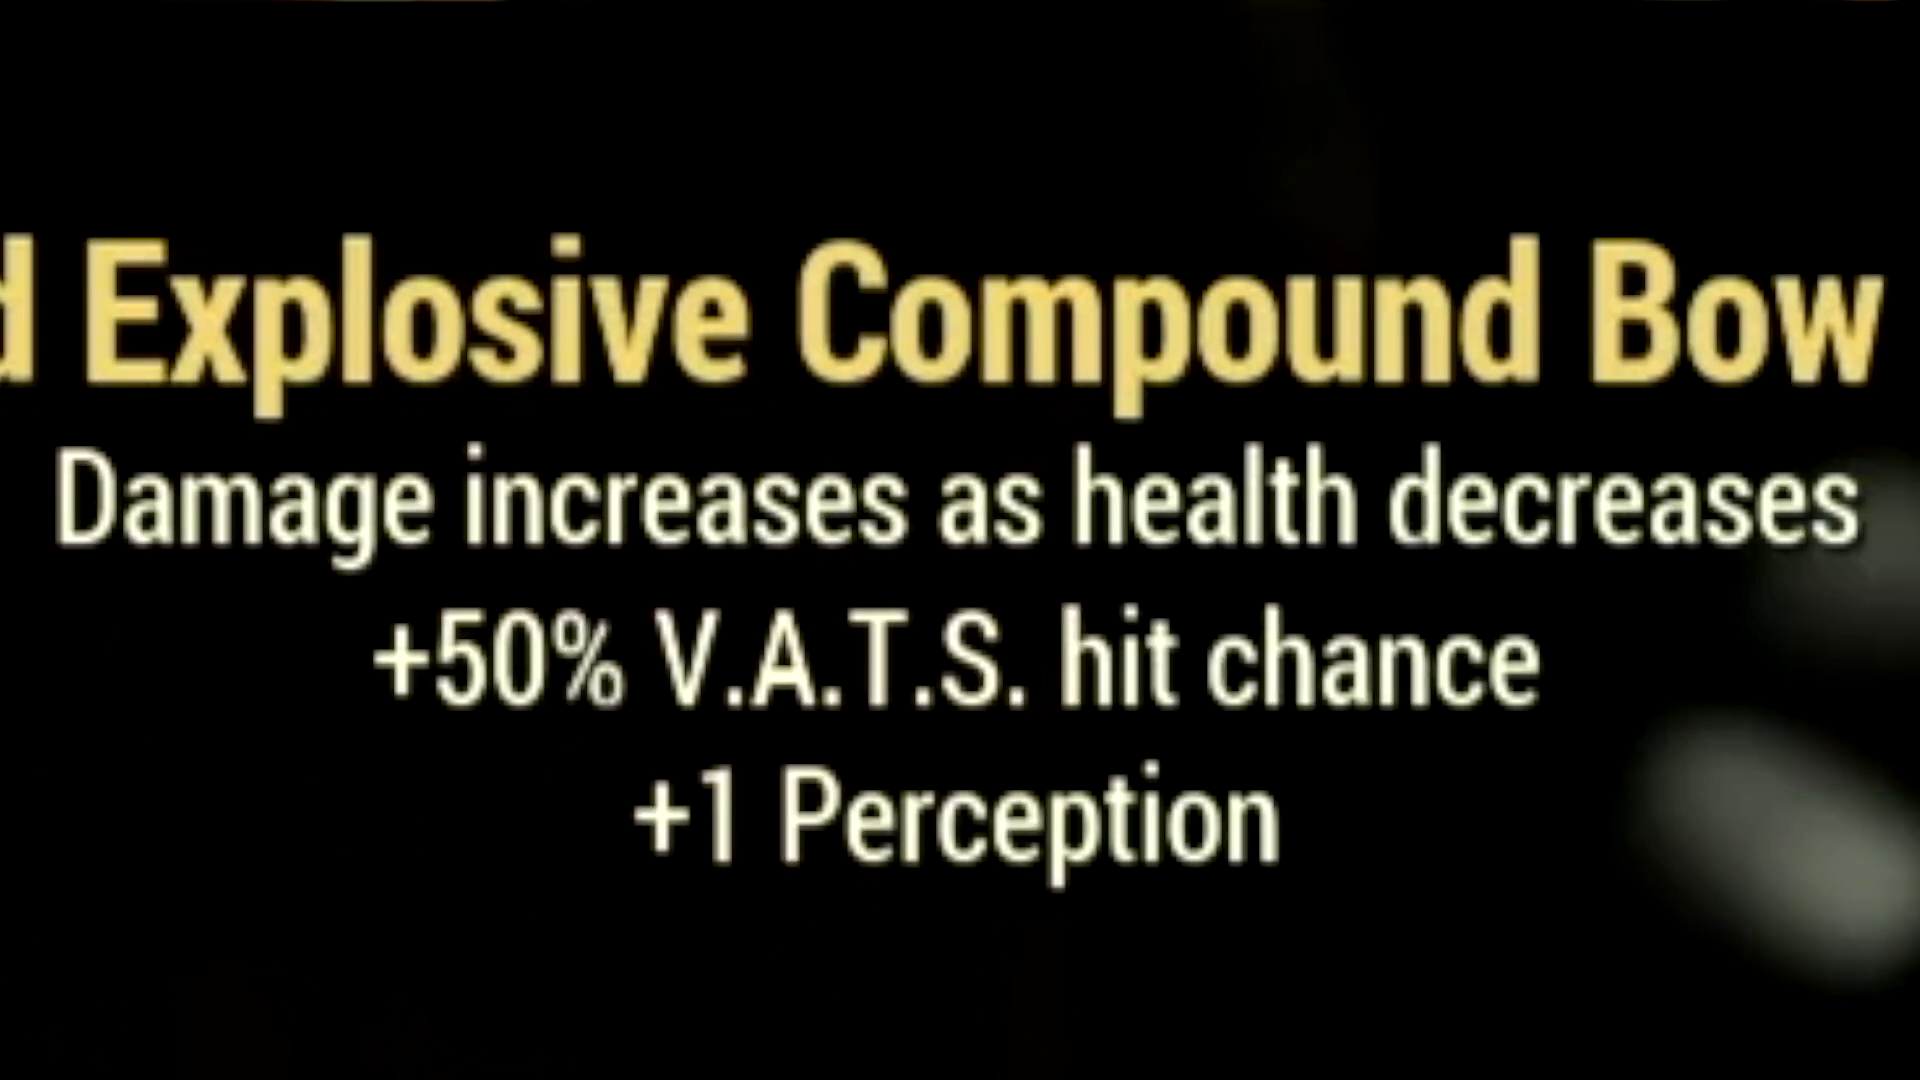 Explosive Compound Bow
Damage increases as health decreases
+50% V.A.T.S. hit chance
+1 Perception